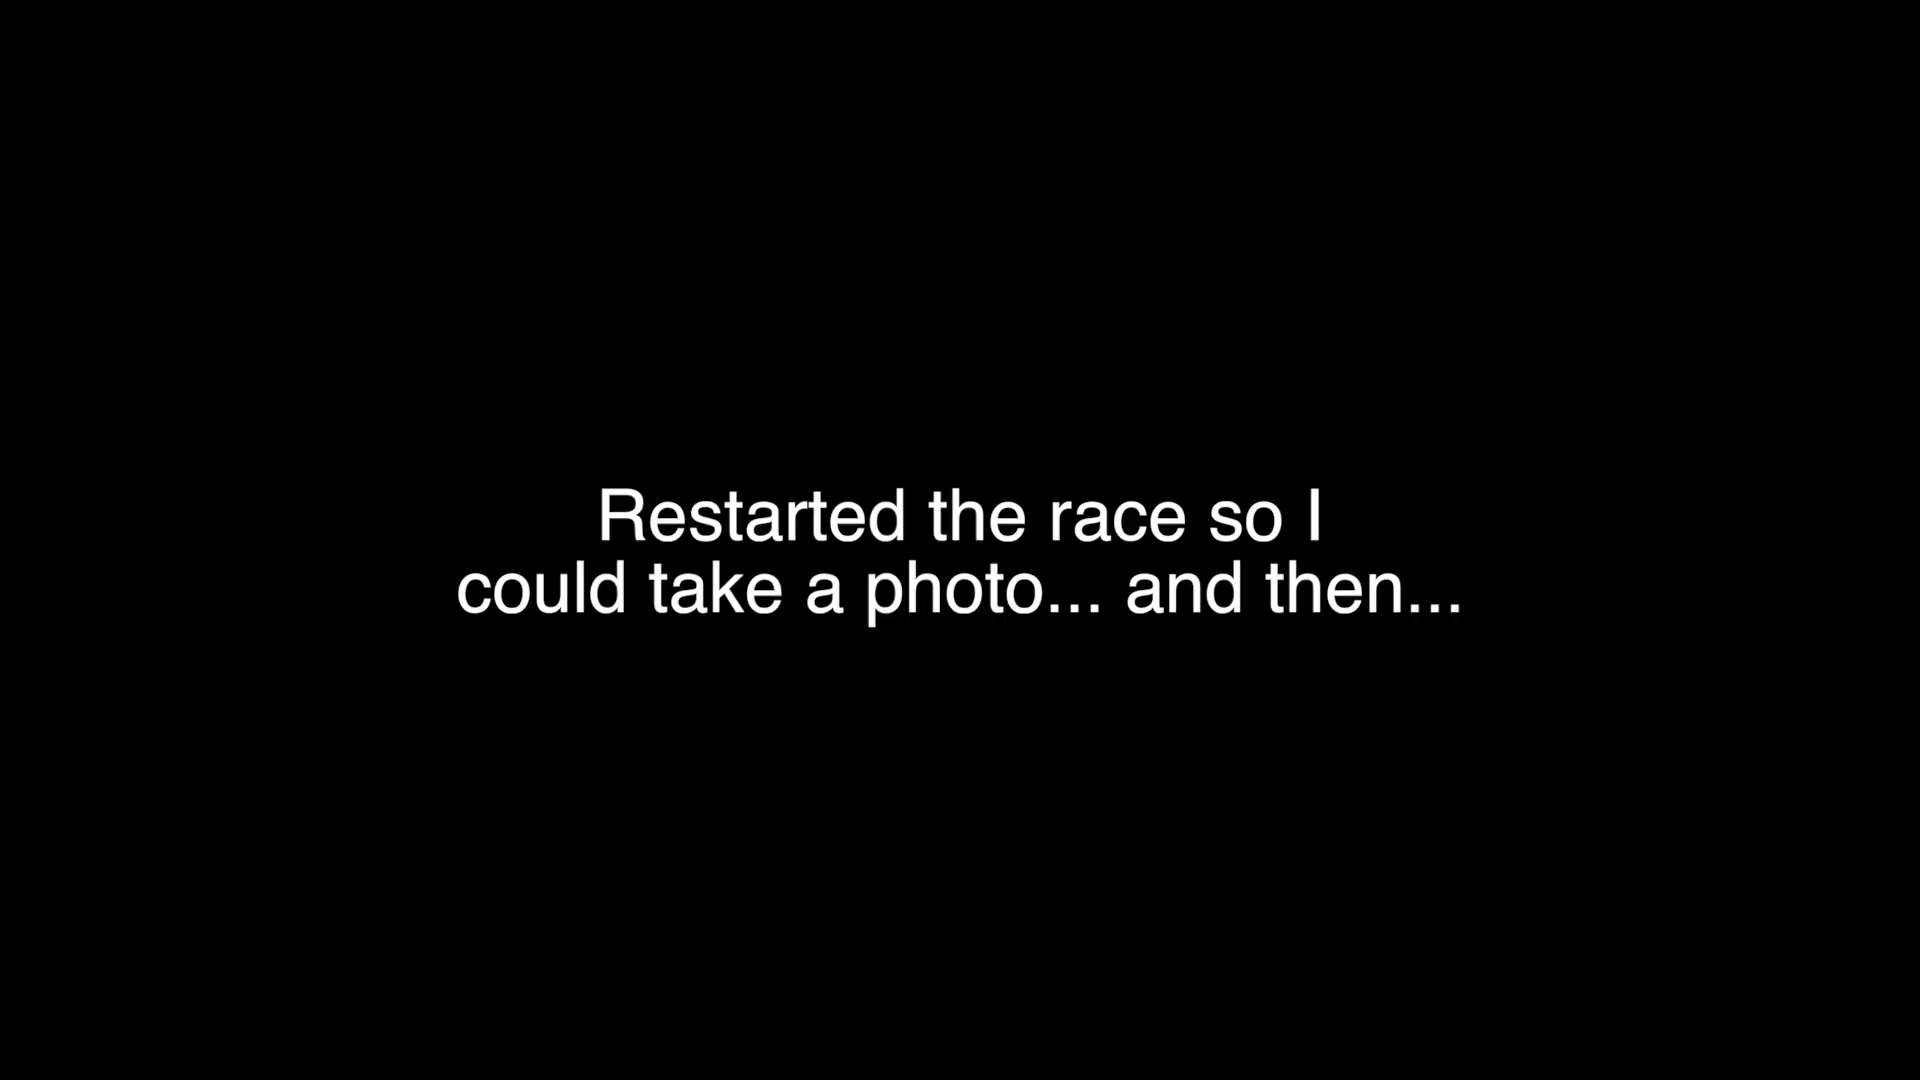 Restarted the race so I
could take a photo... and then...